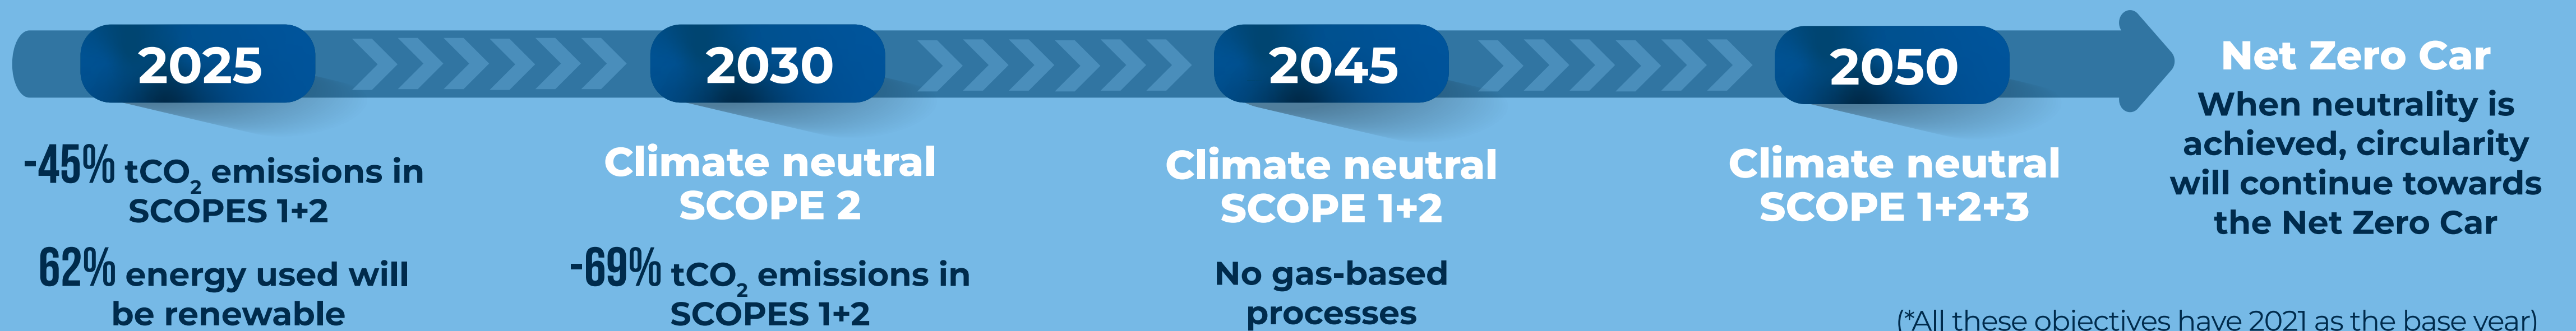 2025
-45% tCO₂ emissions in
SCOPES 1+2
62% energy used will
be renewable
2030
Climate neutral
SCOPE 2
-69% tCO₂ emissions in
SCOPES 1+2
2045
Climate neutral
SCOPE 1+2
No gas-based
processes
2050
Climate neutral
SCOPE 1+2+3
Net Zero Car
When neutrality is
achieved, circularity
will continue towards
the Net Zero Car
(*All these objectives have 2021 as the base year)